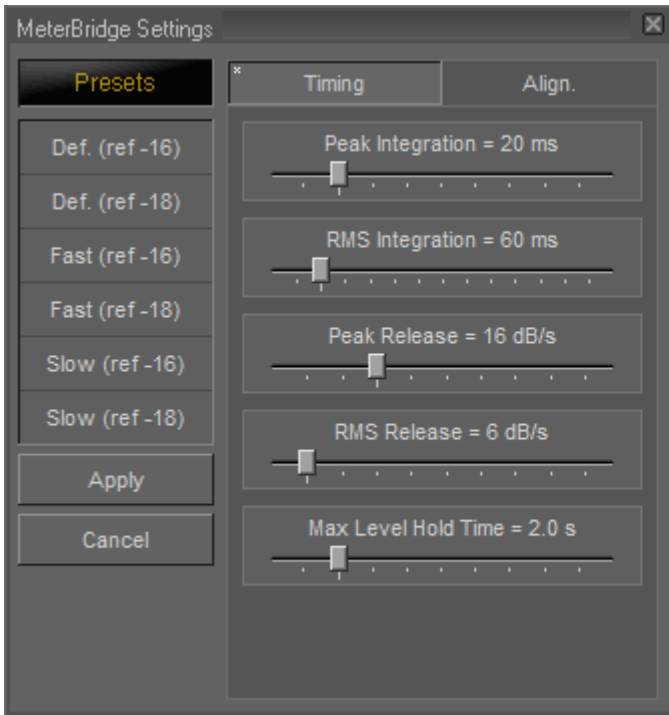 MeterBridge Settings
Presets
Def. (ref -16)
Def. (ref -18)
Fast (ref -16)
Fast (ref -18)
Slow (ref -16)
Slow (ref -18)
Apply
Cancel
Timing
Align.
Peak Integration = 20 ms
RMS Integration = 60 ms
Peak Release = 16 dB/s
RMS Release = 6 dB/s
Max Level Hold Time = 2.0 s